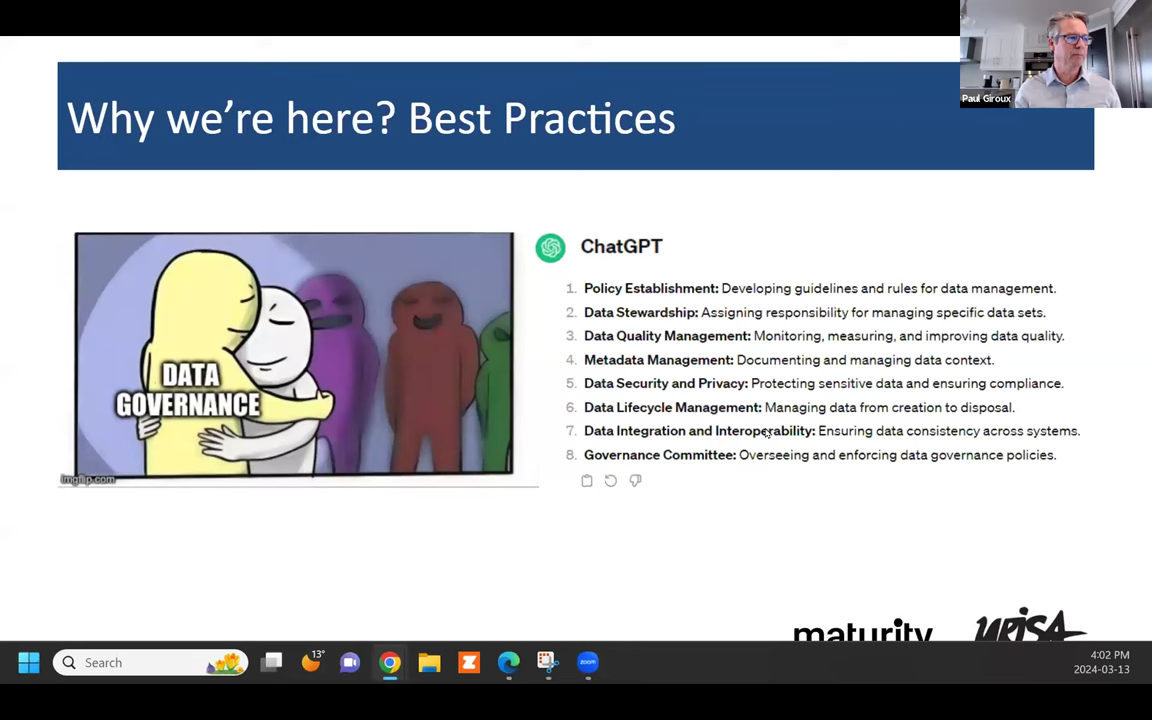 Paul Giroux
Why we're here? Best Practices
DATA
GOVERNANCE
imgflip.com
ChatGPT
1. Policy Establishment: Developing guidelines and rules for data management.
2. Data Stewardship: Assigning responsibility for managing specific data sets.
3. Data Quality Management: Monitoring, measuring, and improving data quality.
4. Metadata Management: Documenting and managing data context.
5. Data Security and Privacy: Protecting sensitive data and ensuring compliance.
6. Data Lifecycle Management: Managing data from creation to disposal.
7. Data Integration and Interoperability: Ensuring data consistency across systems.
8. Governance Committee: Overseeing and enforcing data governance policies.
maturity URISA
Search
13°
zoom
4:02 PM
2024-03-13